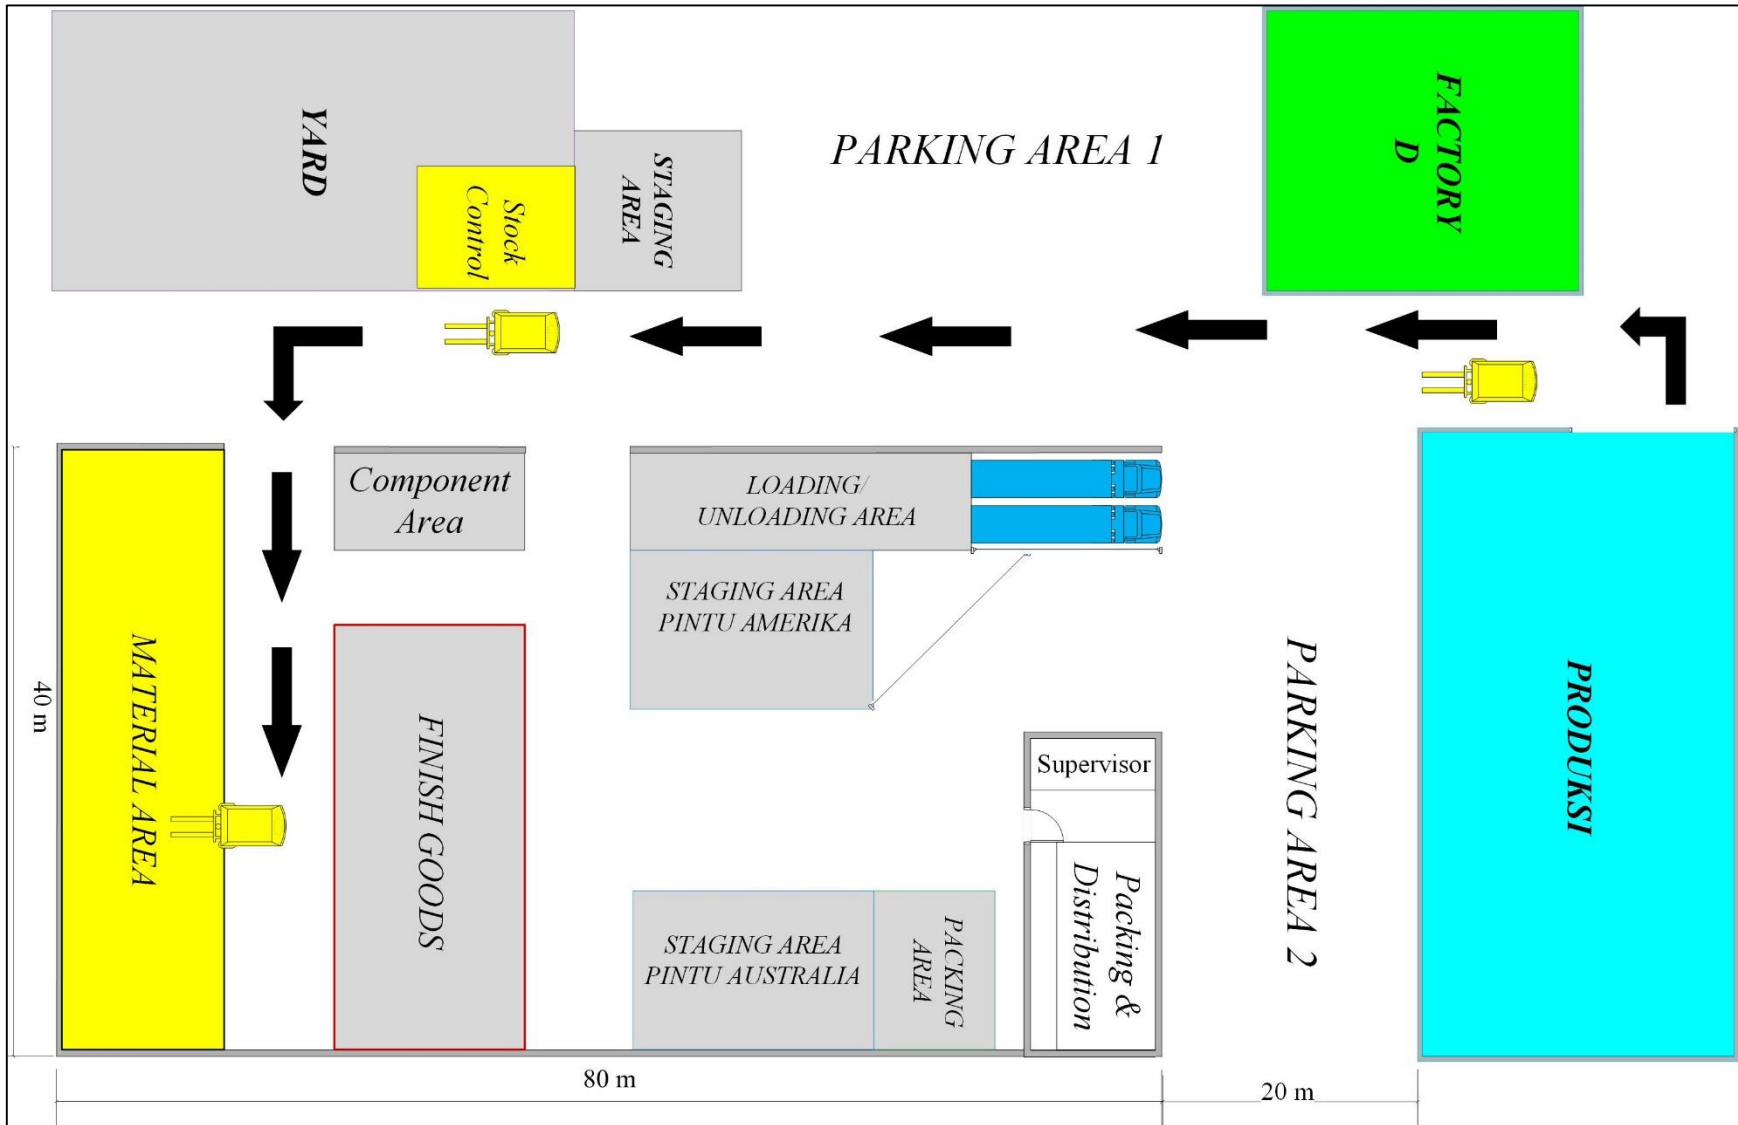 YARD
Stock
Control
STAGING
AREA
PARKING AREA 1
FACTORY
D
Component
Area
LOADING/
UNLOADING AREA
STAGING AREA
PINTU AMERIKA
MATERIAL AREA
FINISH GOODS
40 m
Supervisor
Packing &
Distribution
STAGING AREA
PINTU AUSTRALIA
PACKING
AREA
PARKING AREA 2
PRODUKSI
80 m
20 m